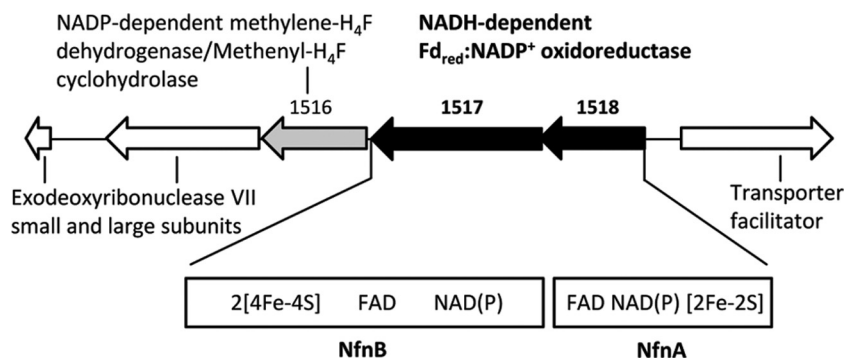 NADP-dependent methylene-H4F
dehydrogenase/Methenyl-H4F
cyclohydrolase
NADH-dependent
Fdred:NADP+ oxidoreductase
1516
1517
1518
Exodeoxyribonuclease VII
small and large subunits
Transporter
facilitator
2[4Fe-4S] FAD NAD(P)
FAD NAD(P) [2Fe-2S]
NfnB
NfnA